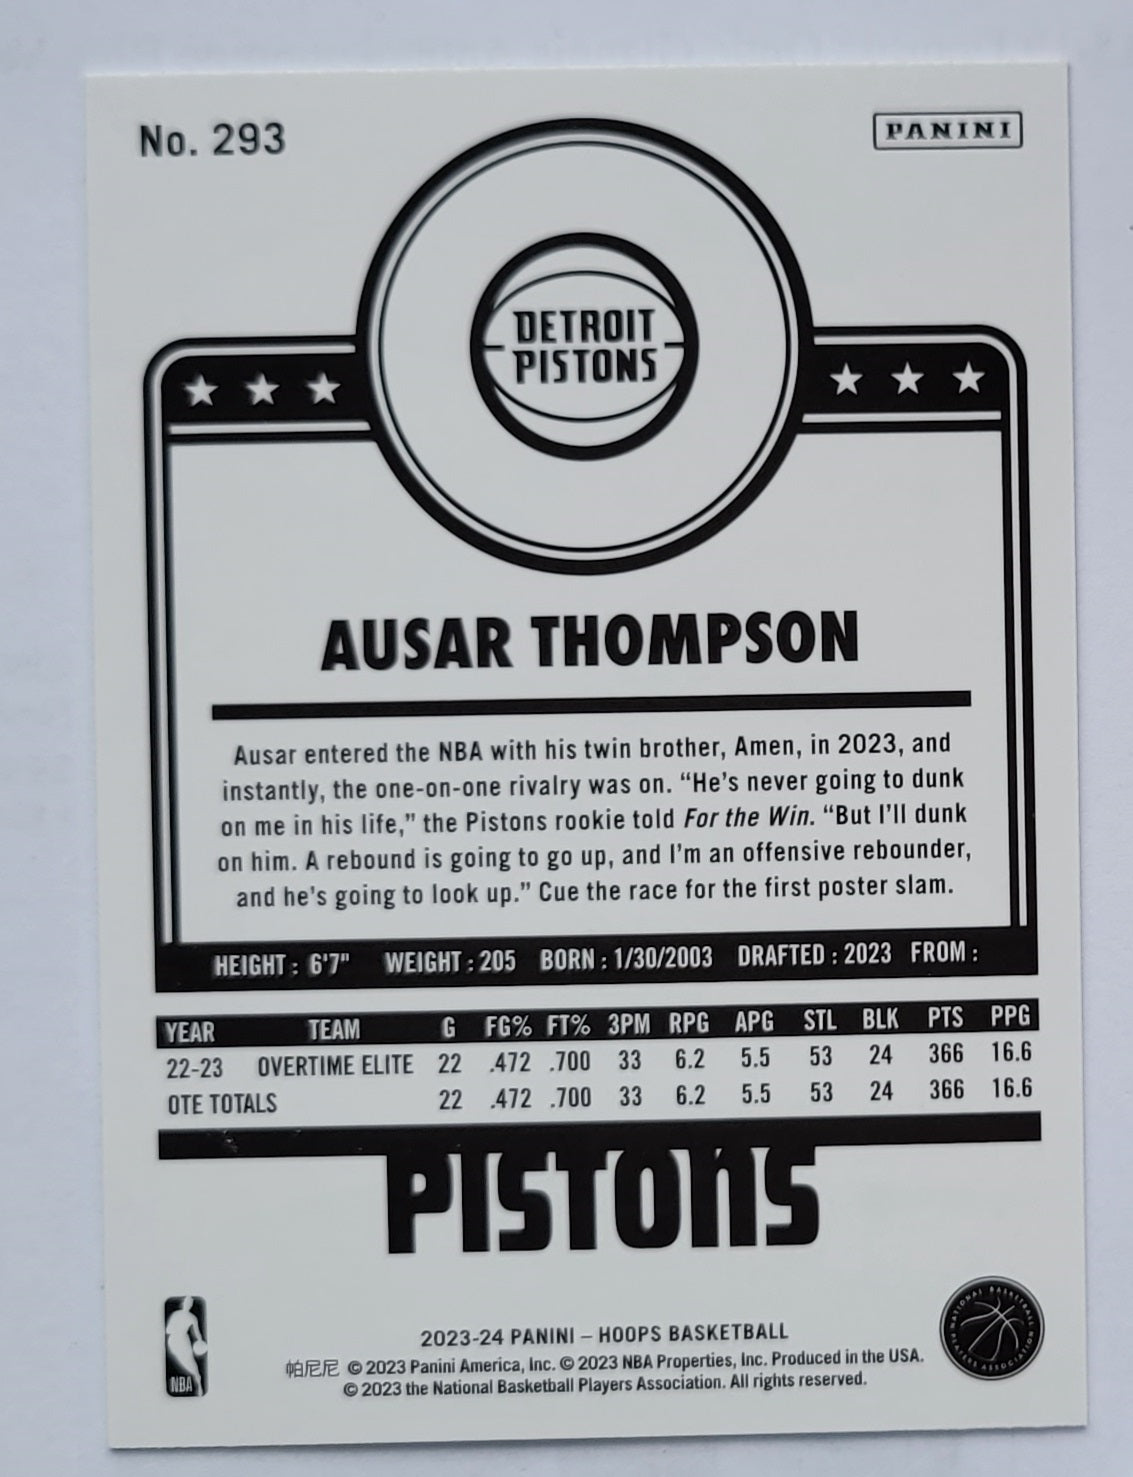 No. 293
PANINI
DETROIT
PISTONS
AUSAR THOMPSON
Ausar entered the NBA with his twin brother, Amen, in 2023, and
instantly, the one-on-one rivalry was on. “He’s never going to dunk
on me in his life,” the Pistons rookie told For the Win. “But I’ll dunk
on him. A rebound is going to go up, and I’m an offensive rebounder,
and he's going to look up.” Cue the race for the first poster slam.
HEIGHT : 6'7" WEIGHT : 205 BORN : 1/30/2003 DRAFTED : 2023 FROM :
YEAR TEAM G FG% FT% 3PM RPG APG STL BLK PTS PPG
22-23 OVERTIME ELITE 22 .472 .700 33 6.2 5.5 53 24 366 16.6
OTE TOTALS 22 .472 .700 33 6.2 5.5 53 24 366 16.6
PISTONS
NBA
NATIONAL BASKETBALL
PLAYERS ASSOCIATION
2023-24 PANINI – HOOPS BASKETBALL
帕尼尼 © 2023 Panini America, Inc. © 2023 NBA Properties, Inc. Produced in the USA.
© 2023 the National Basketball Players Association. All rights reserved.